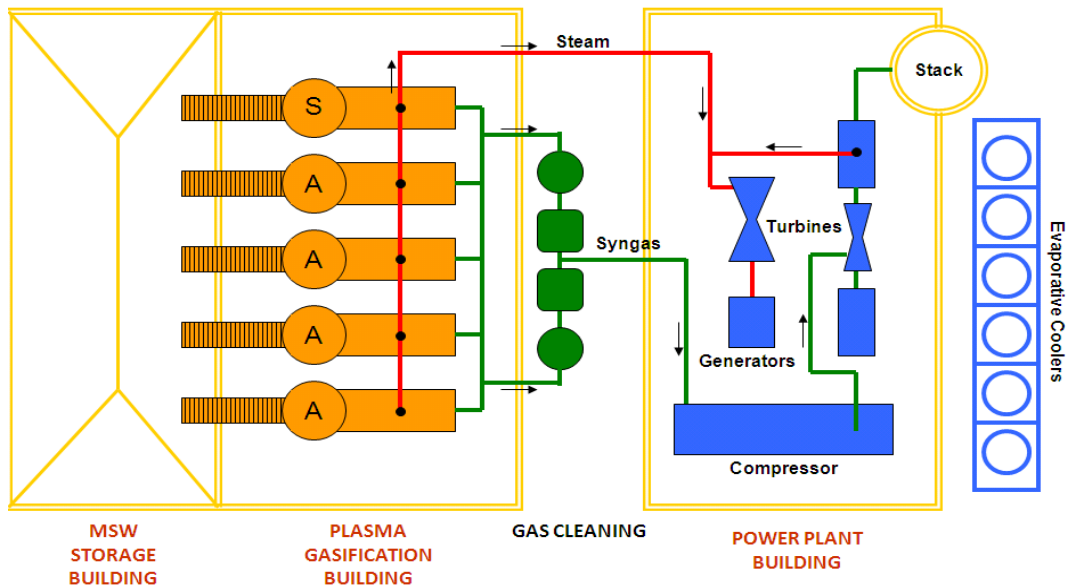 Steam
Stack
S
A
A
A
A
Syngas
Turbines
Generators
Compressor
Evaporative Coolers
MSW
STORAGE
BUILDING
PLASMA
GASIFICATION
BUILDING
GAS CLEANING
POWER PLANT
BUILDING